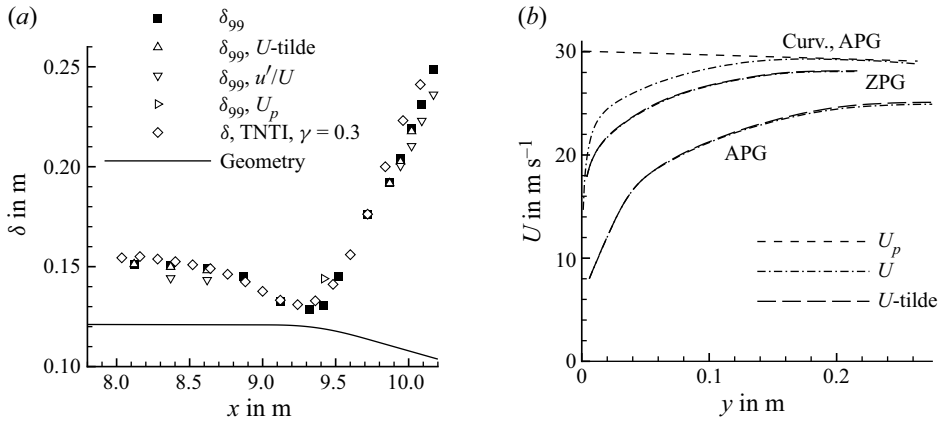 (a)
δ99
δ99, U-tilde
δ99, u′/U
δ99, Up
δ, TNTI, γ = 0.3
Geometry
0.25
0.20
0.15
0.10
δ in m
8.0 8.5 9.0 9.5 10.0
x in m
(b)
Curv., APG
ZPG
APG
Up
U
U-tilde
30
20
10
0
U in m s−1
0 0.1 0.2
y in m